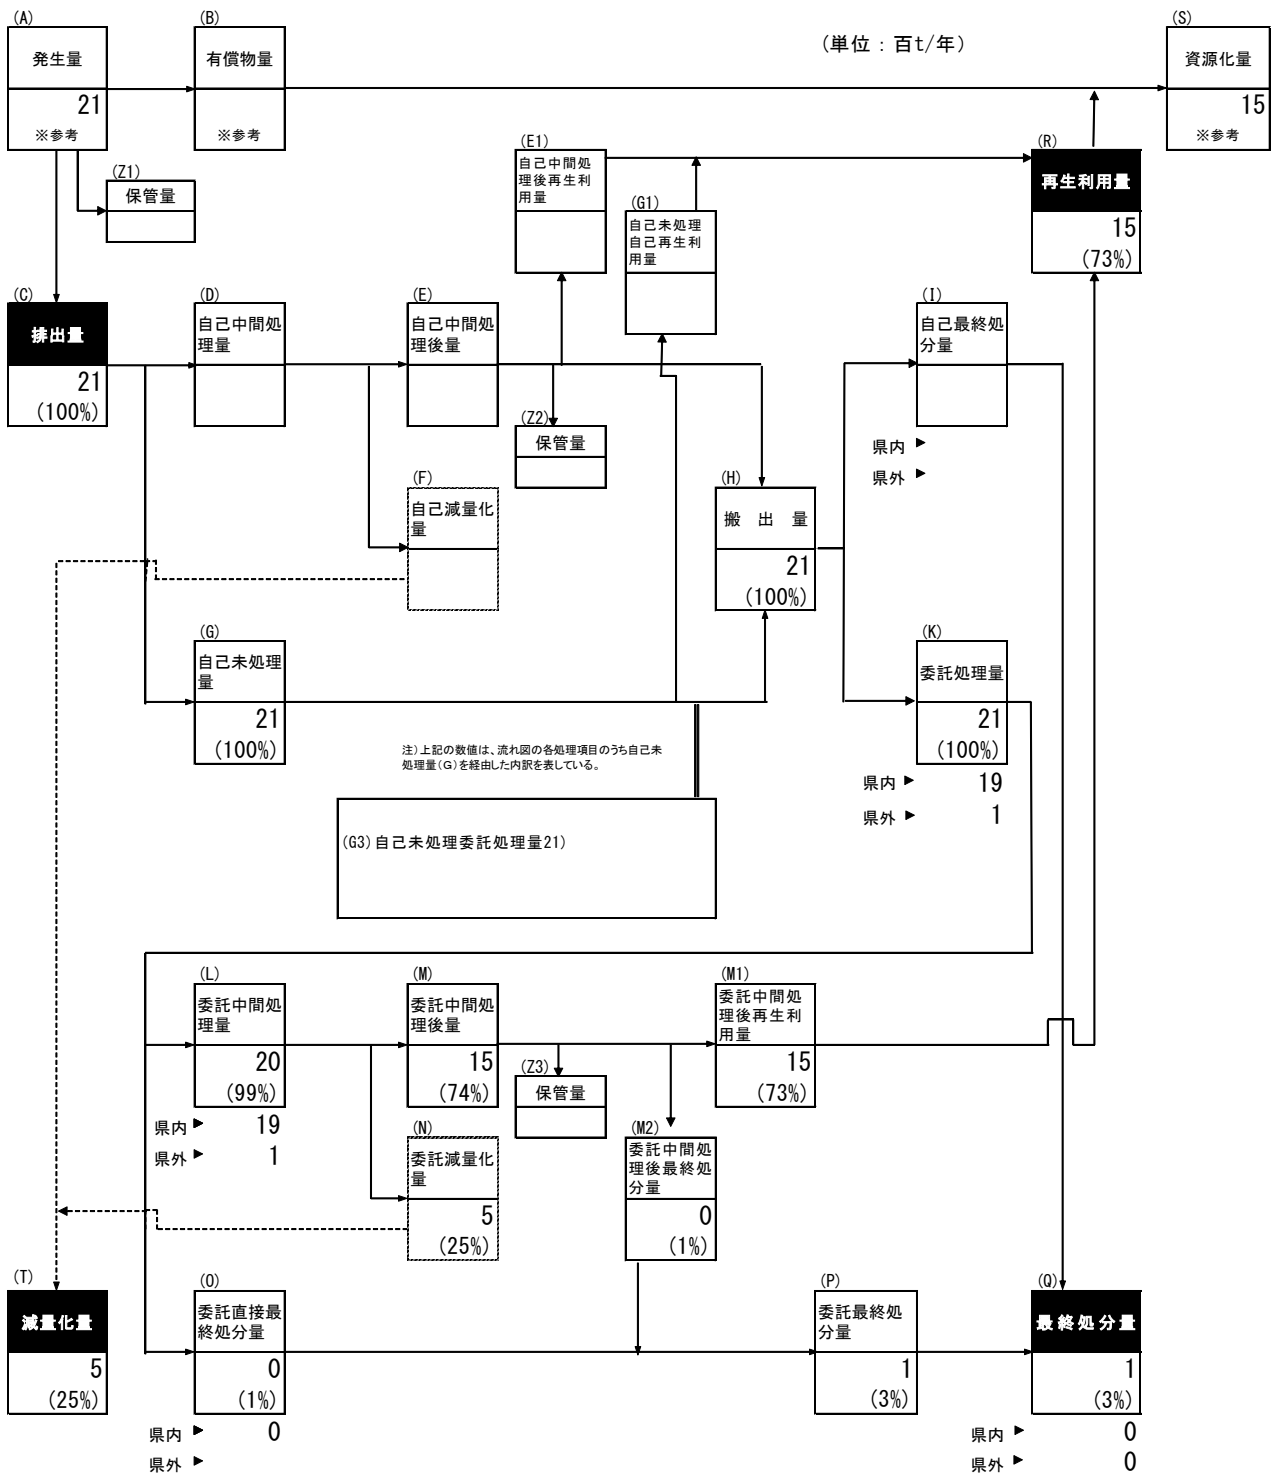 (A)
発生量
21
※参考
(B)
有償物量
※参考
(単位：百t/年)
(S)
資源化量
15
※参考
(Z1)
保管量
(E1)
自己中間処
理後再生利
用量
(G1)
自己未処理
自己再生利
用量
(R)
再生利用量
15
(73%)
(C)
排出量
21
(100%)
(D)
自己中間処
理量
(E)
自己中間処
理後量
(Z2)
保管量
(F)
自己減量化
量
(I)
自己最終処
分量
県内 ▶
県外 ▶
(H)
搬 出 量
21
(100%)
(G)
自己未処理
量
21
(100%)
(K)
委託処理量
21
(100%)
県内 ▶ 19
県外 ▶ 1
注)上記の数値は、流れ図の各処理項目のうち自己未
処理量(G)を経由した内訳を表している。
(G3)自己未処理委託処理量21)
(L)
委託中間処
理量
20
(99%)
県内 ▶ 19
県外 ▶ 1
(M)
委託中間処
理後量
15
(74%)
(Z3)
保管量
(M1)
委託中間処
理後再生利
用量
15
(73%)
(N)
委託減量化
量
5
(25%)
(M2)
委託中間処
理後最終処
分量
0
(1%)
(T)
減量化量
5
(25%)
(O)
委託直接最
終処分量
0
(1%)
県内 ▶ 0
県外 ▶
(P)
委託最終処
分量
1
(3%)
(Q)
最終処分量
1
(3%)
県内 ▶ 0
県外 ▶ 0